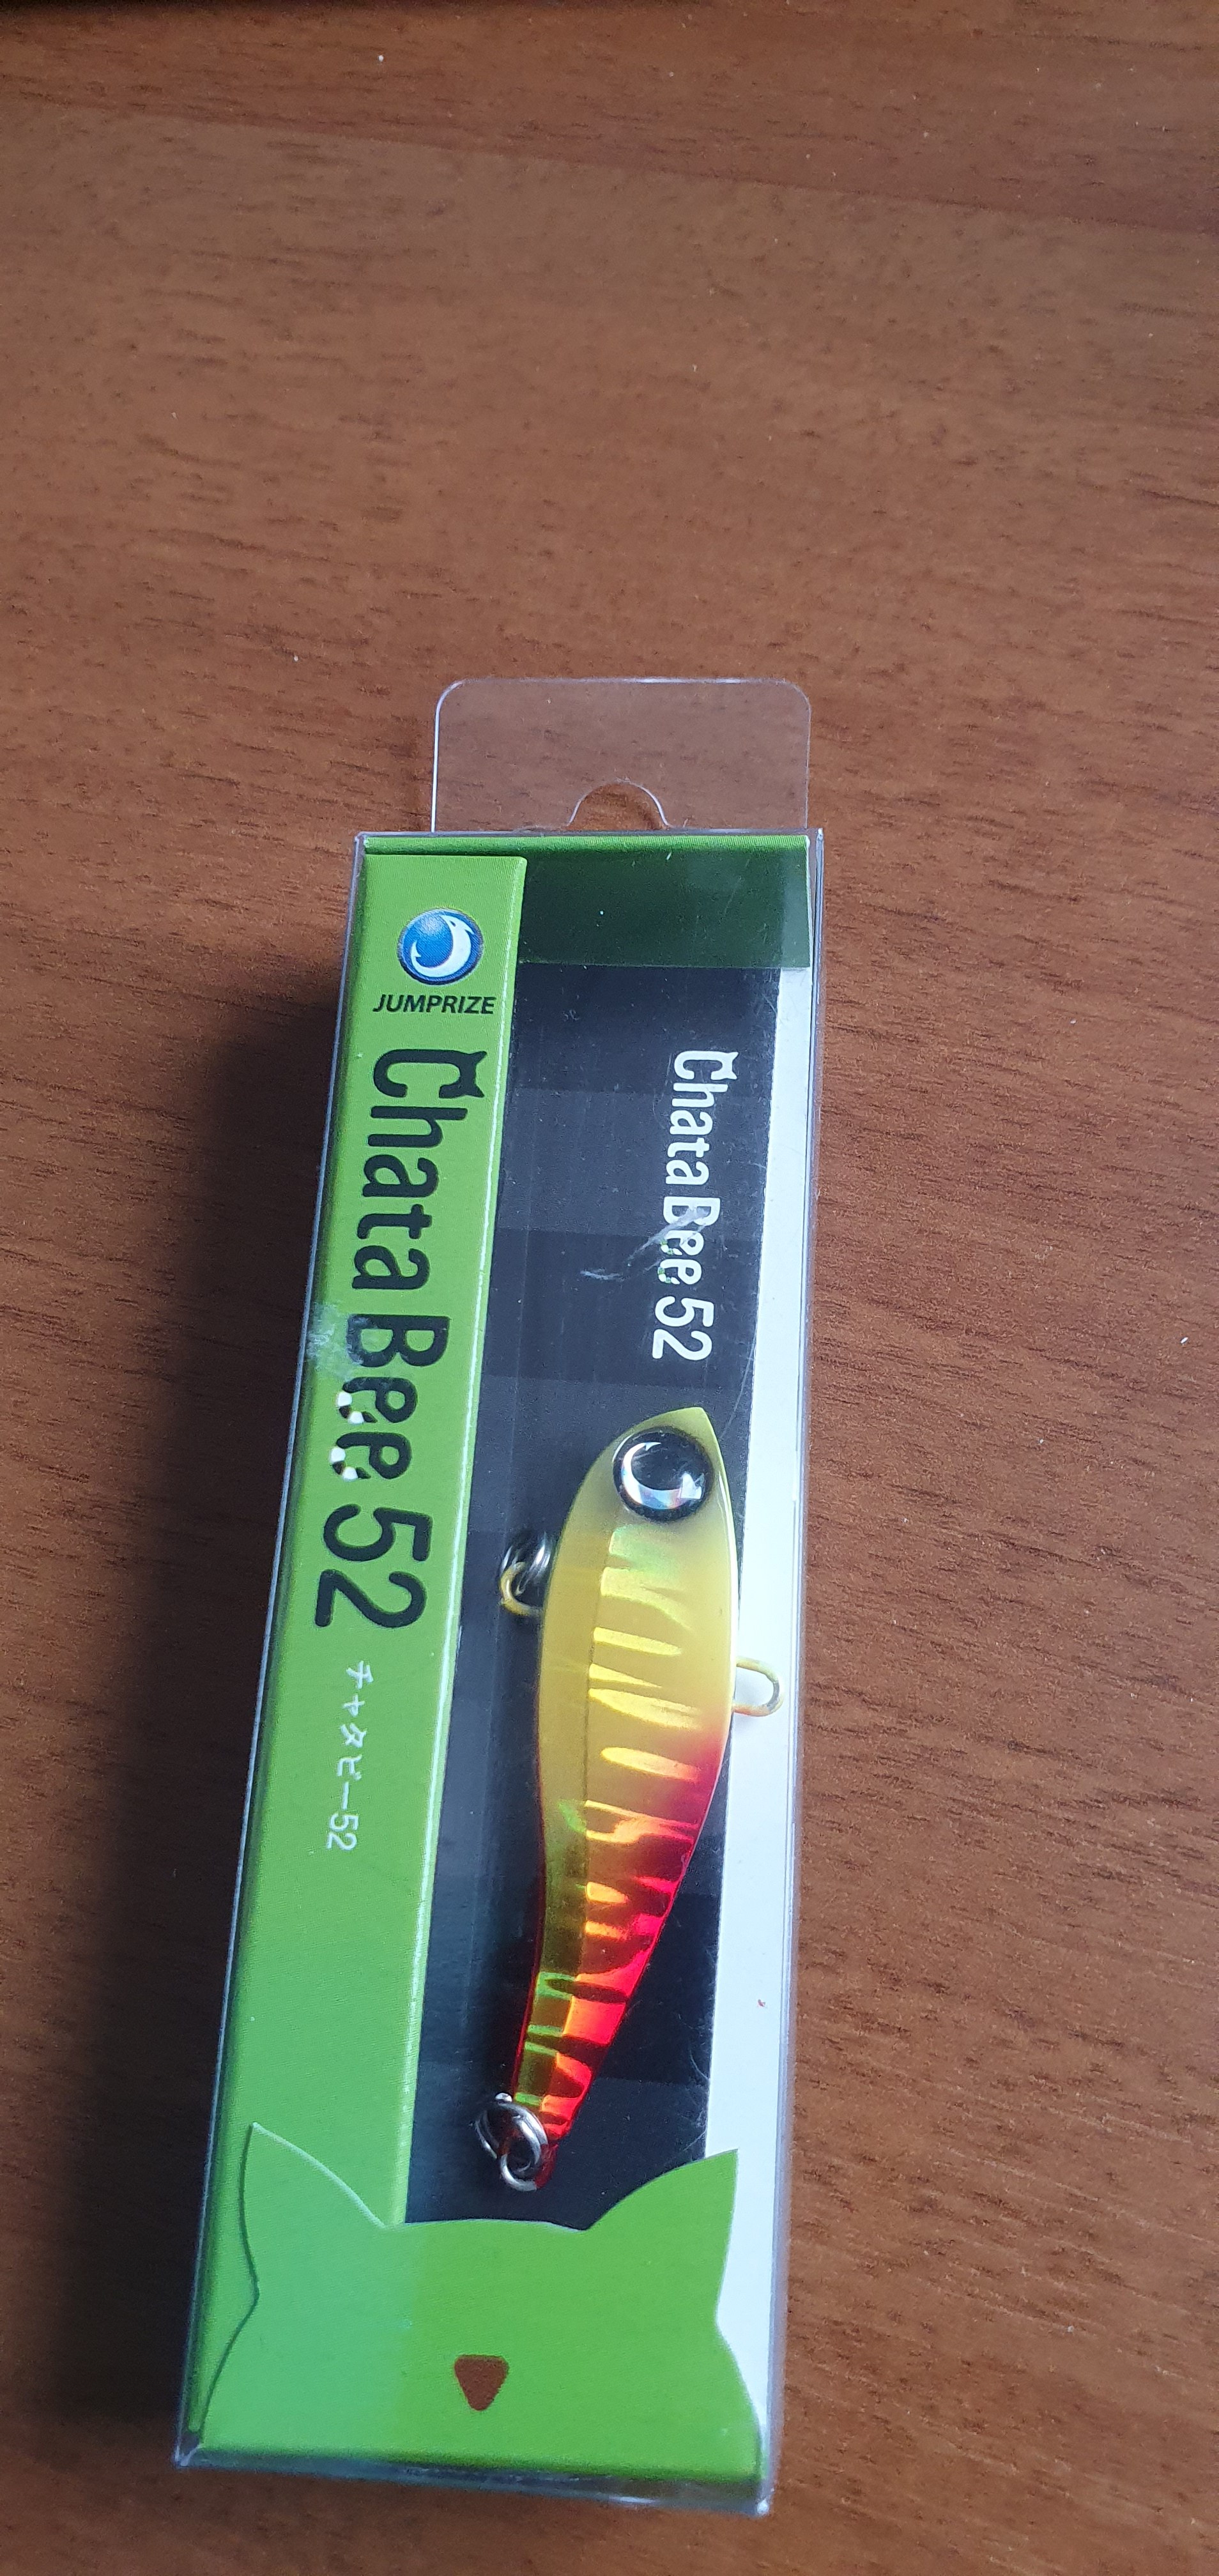 JUMPRIZE
Chata Bee 52
チャタビー52
Chata Bee 52